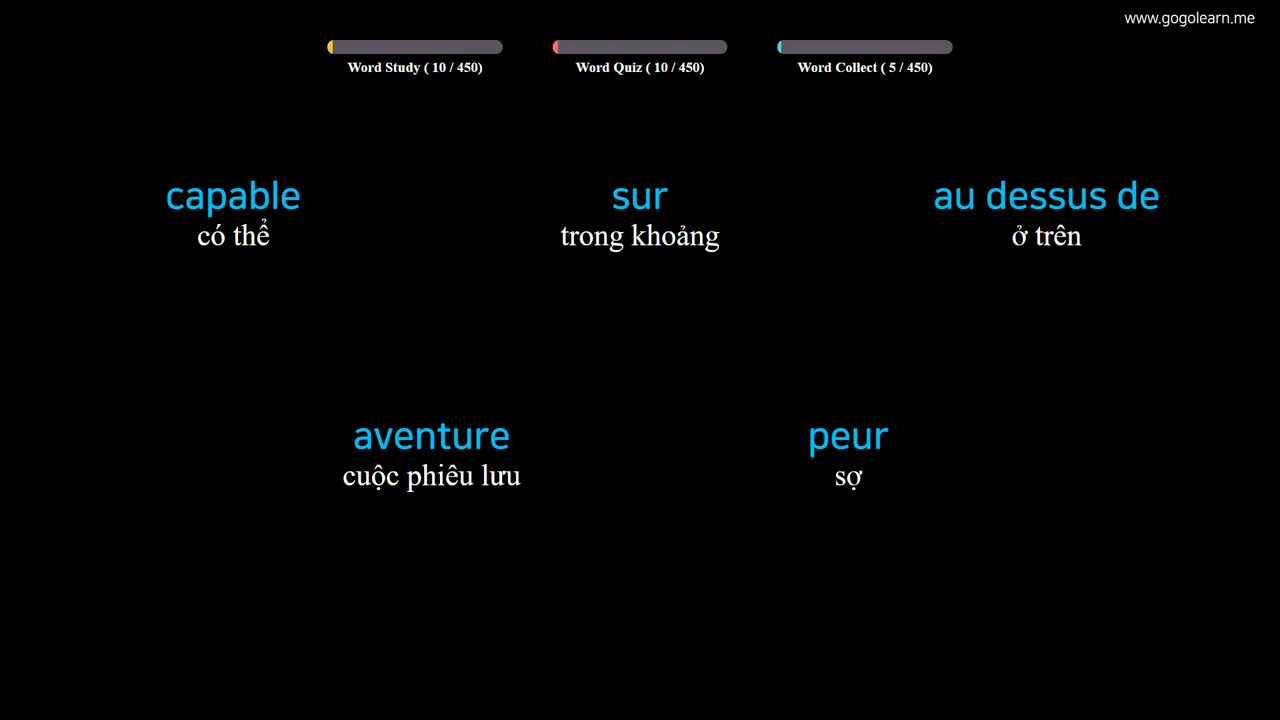 www.gogolearn.me
Word Study ( 10 / 450)
Word Quiz ( 10 / 450)
Word Collect ( 5 / 450)
capable
có thể
sur
trong khoảng
au dessus de
ở trên
aventure
cuộc phiêu lưu
peur
sợ